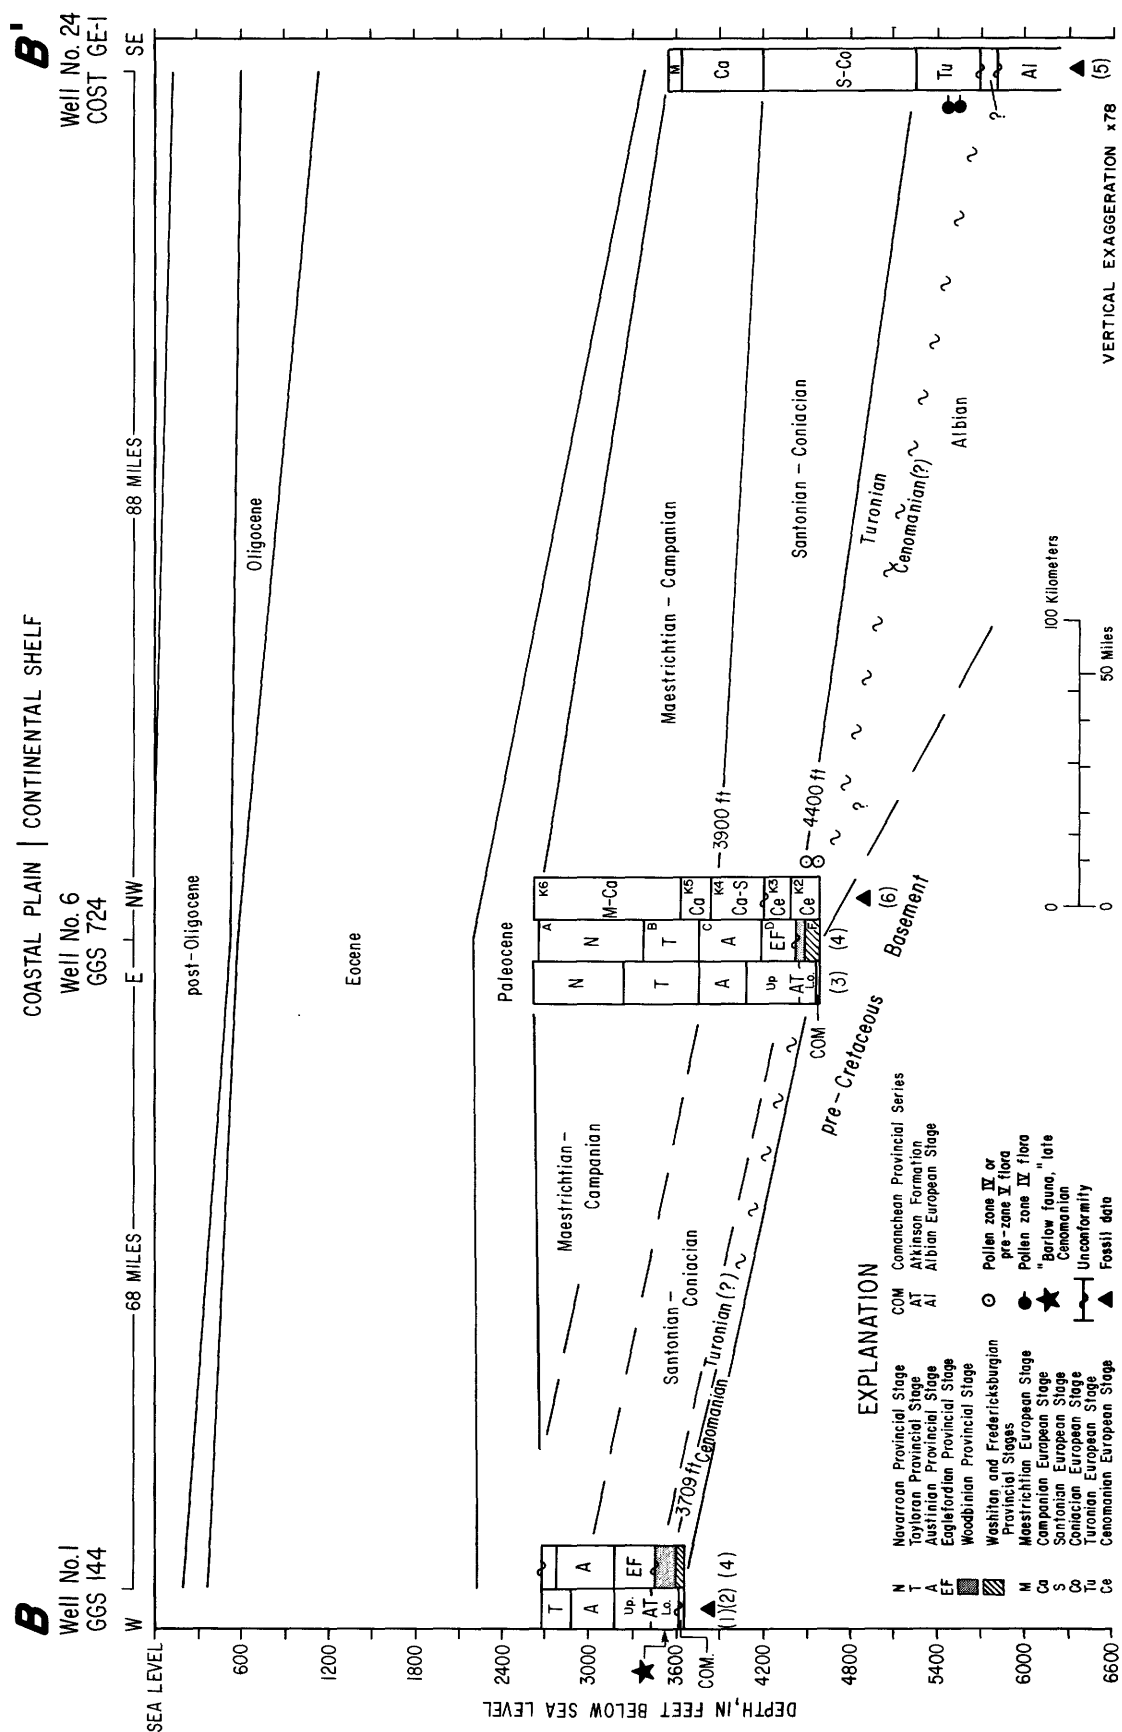 B
B'
COASTAL PLAIN | CONTINENTAL SHELF
Well No.1
GGS 144
Well No. 6
GGS 724
Well No. 24
COST GE-1
W
68 MILES
E
NW
88 MILES
SE
SEA LEVEL
600
1200
1800
2400
3000
3600
4200
4800
5400
6000
6600
DEPTH, IN FEET BELOW SEA LEVEL
post-Oligocene
Oligocene
Eocene
Paleocene
Maestrichtian –
Campanian
Maestrichtian – Campanian
Santonian –
Coniacian
Santonian – Coniacian
Turonian (?)
Cenomanian
Turonian
Cenomanian(?)
Albian
pre-Cretaceous Basement
3709 ft
3900 ft
4400 ft
T
A
Up.
AT
Lo.
COM.
A
EF
(1)(2)
(4)
N
T
A
Up
AT
Lo.
COM
(3)
A
N
B
T
C
A
D
EF
F
(4)
K6
M-Ca
K5
Ca
K4
Ca-S
K3
Ce
K2
Ce
(6)
?
M
Ca
S-Co
Tu
?
Al
(5)
EXPLANATION
N Navarroan Provincial Stage
T Tayloran Provincial Stage
A Austinian Provincial Stage
EF Eaglefordian Provincial Stage
Woodbinian Provincial Stage
Washitan and Fredericksburgian
Provincial Stages
M Maestrichtian European Stage
Ca Campanian European Stage
S Santonian European Stage
Co Coniacian European Stage
Tu Turonian European Stage
Ce Cenomanian European Stage
COM Comanchean Provincial Series
AT Atkinson Formation
Al Albian European Stage
Pollen zone IV or
pre-zone V flora
Pollen zone IV flora
"Barlow fauna," late
Cenomanian
Unconformity
Fossil data
0
100 Kilometers
0
50 Miles
VERTICAL EXAGGERATION x78